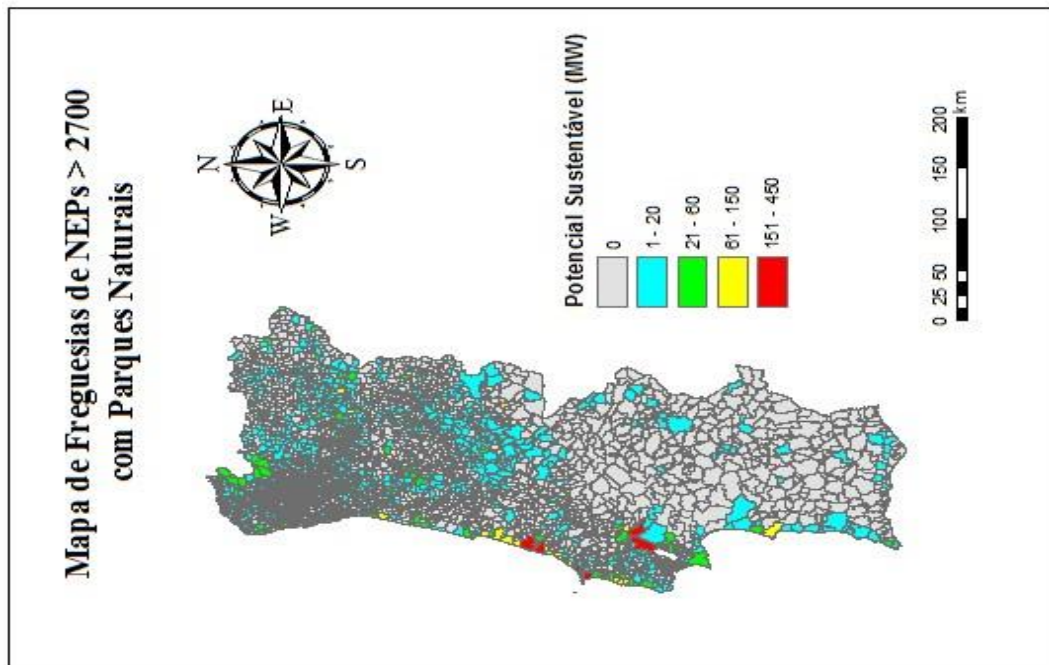 Mapa de Freguesias de NEPs > 2700
com Parques Naturais
N
W
E
S
Potencial Sustentável (MW)
0
1 - 20
21 - 60
61 - 150
151 - 450
0 25 50 100 150 200
km